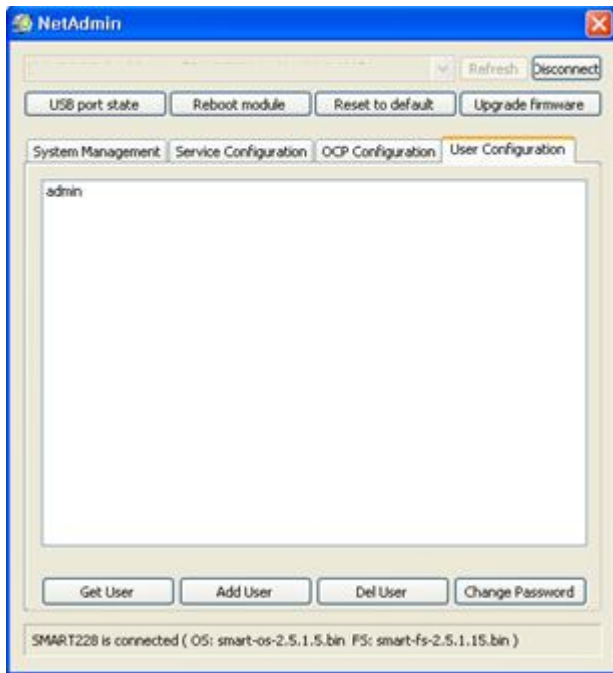 NetAdmin
Refresh Disconnect
USB port state Reboot module Reset to default Upgrade firmware
System Management Service Configuration OCP Configuration User Configuration
admin
Get User Add User Del User Change Password
SMART228 is connected ( OS: smart-os-2.5.1.5.bin FS: smart-fs-2.5.1.15.bin )